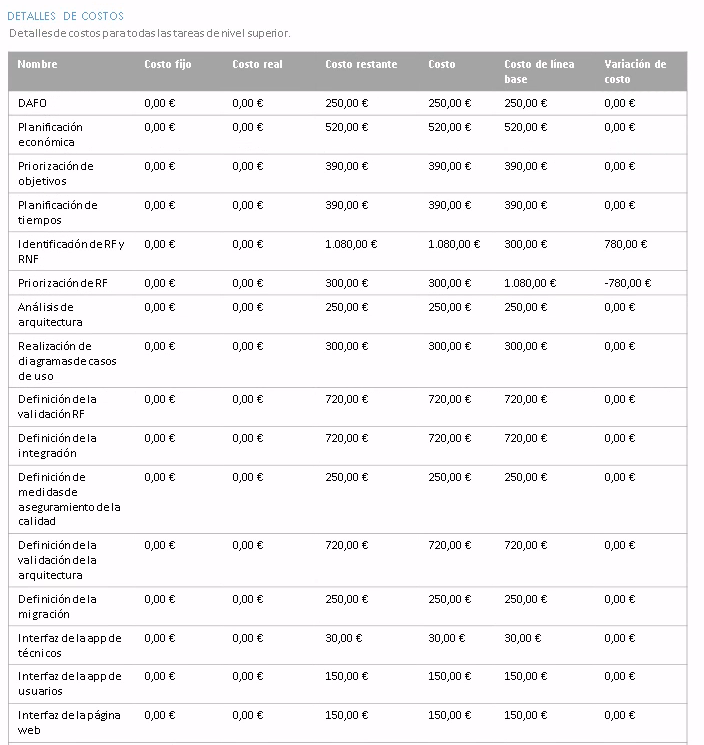 DETALLES DE COSTOS
Detalles de costos para todas las tareas de nivel superior.
Nombre Costo fijo Costo real Costo restante Costo Costo de línea base Variación de costo
DAFO 0,00 € 0,00 € 250,00 € 250,00 € 250,00 € 0,00 €
Planificación económica 0,00 € 0,00 € 520,00 € 520,00 € 520,00 € 0,00 €
Priorización de objetivos 0,00 € 0,00 € 390,00 € 390,00 € 390,00 € 0,00 €
Planificación de tiempos 0,00 € 0,00 € 390,00 € 390,00 € 390,00 € 0,00 €
Identificación de RF y RNF 0,00 € 0,00 € 1.080,00 € 1.080,00 € 300,00 € 780,00 €
Priorización de RF 0,00 € 0,00 € 300,00 € 300,00 € 1.080,00 € -780,00 €
Análisis de arquitectura 0,00 € 0,00 € 250,00 € 250,00 € 250,00 € 0,00 €
Realización de diagramas de casos de uso 0,00 € 0,00 € 300,00 € 300,00 € 300,00 € 0,00 €
Definición de la validación RF 0,00 € 0,00 € 720,00 € 720,00 € 720,00 € 0,00 €
Definición de la integración 0,00 € 0,00 € 720,00 € 720,00 € 720,00 € 0,00 €
Definición de medidas de aseguramiento de la calidad 0,00 € 0,00 € 250,00 € 250,00 € 250,00 € 0,00 €
Definición de la validación de la arquitectura 0,00 € 0,00 € 720,00 € 720,00 € 720,00 € 0,00 €
Definición de la migración 0,00 € 0,00 € 250,00 € 250,00 € 250,00 € 0,00 €
Interfaz de la app de técnicos 0,00 € 0,00 € 30,00 € 30,00 € 30,00 € 0,00 €
Interfaz de la app de usuarios 0,00 € 0,00 € 150,00 € 150,00 € 150,00 € 0,00 €
Interfaz de la página web 0,00 € 0,00 € 150,00 € 150,00 € 150,00 € 0,00 €